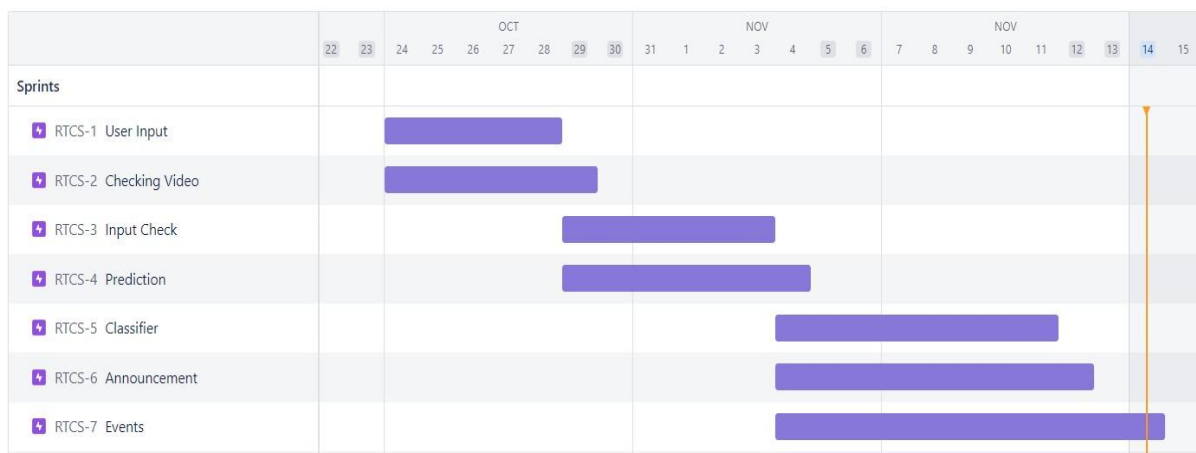 OCT NOV NOV
22 23 24 25 26 27 28 29 30 31 1 2 3 4 5 6 7 8 9 10 11 12 13 14 15
Sprints
RTCS-1 User Input
RTCS-2 Checking Video
RTCS-3 Input Check
RTCS-4 Prediction
RTCS-5 Classifier
RTCS-6 Announcement
RTCS-7 Events